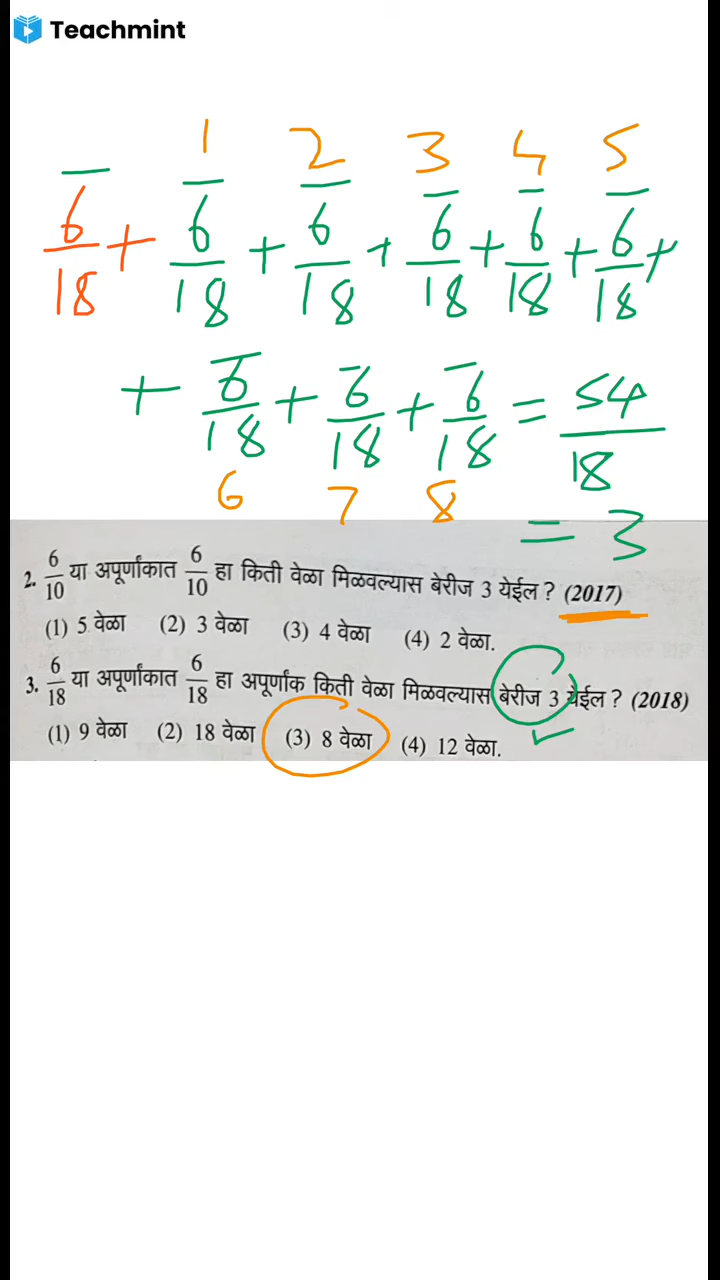 Teachmint
1 2 3 4 5
6/18 + 6/18 + 6/18 + 6/18 + 6/18 + 6/18 +
+ 6/18 + 6/18 + 6/18 = 54/18
6 7 8
= 3
2. 6/10 या अपूर्णांकात 6/10 हा किती वेळा मिळवल्यास बेरीज 3 येईल ? (2017)
(1) 5 वेळा (2) 3 वेळा (3) 4 वेळा (4) 2 वेळा.
3. 6/18 या अपूर्णांकात 6/18 हा अपूर्णांक किती वेळा मिळवल्यास बेरीज 3 येईल ? (2018)
(1) 9 वेळा (2) 18 वेळा (3) 8 वेळा (4) 12 वेळा.